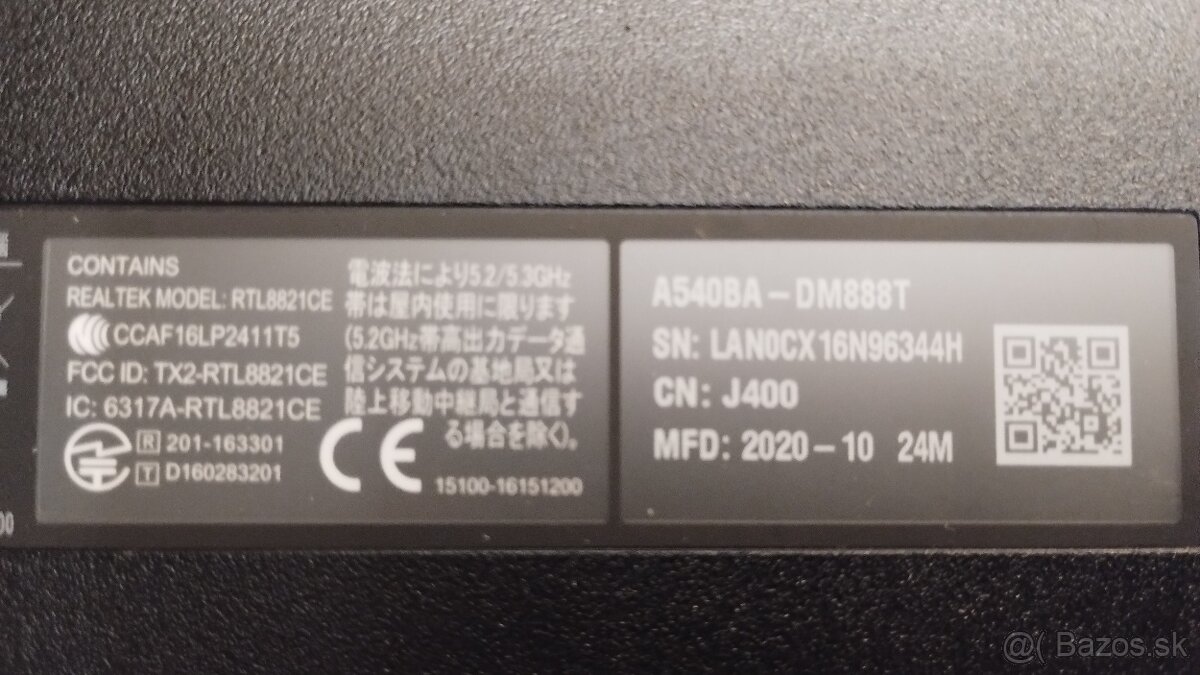 CONTAINS
REALTEK MODEL: RTL8821CE
CCAF16LP2411T5
FCC ID: TX2-RTL8821CE
IC: 6317A-RTL8821CE
R 201-163301
T D160283201
電波法により5.2/5.3GHz
帯は屋内使用に限ります
(5.2GHz帯高出力データ通
信システムの基地局又は
陸上移動中継局と通信す
る場合を除く)。
CE
15100-16151200
A540BA-DM888T
SN: LAN0CX16N96344H
CN: J400
MFD: 2020-10 24M
@( Bazos.sk